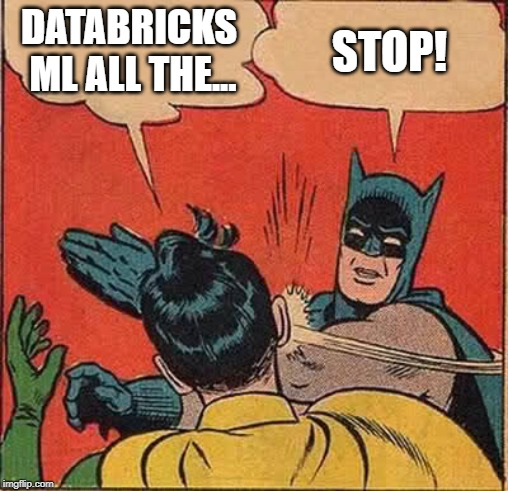 DATABRICKS
ML ALL THE...
STOP!
imgflip.com